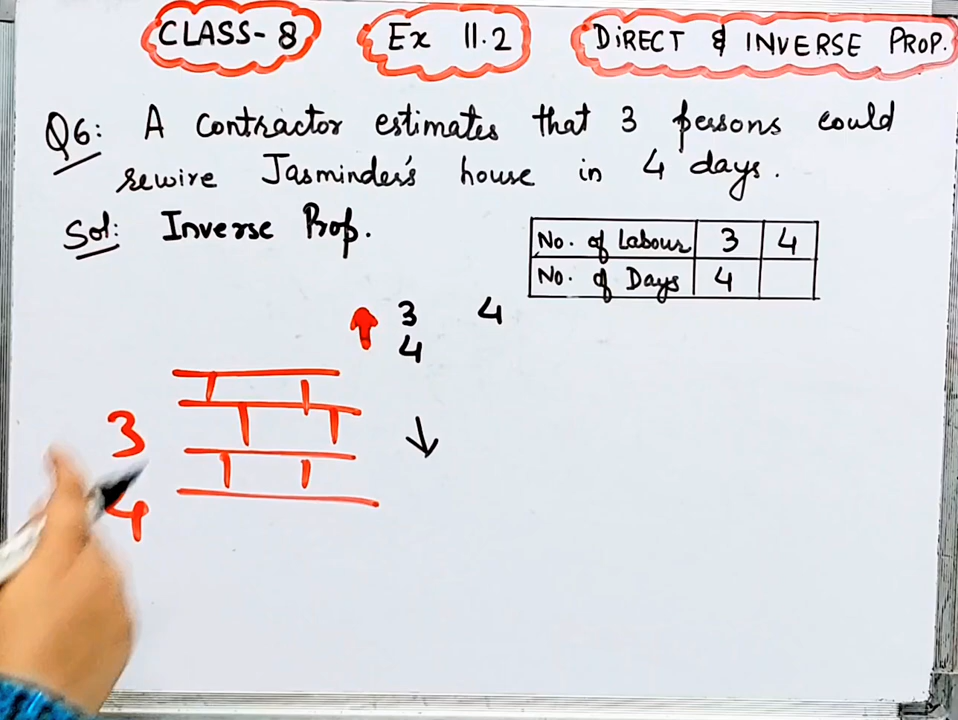 CLASS-8 Ex 11.2 DIRECT & INVERSE PROP.
Q6: A contractor estimates that 3 persons could
rewire Jasminder's house in 4 days.
Sol: Inverse Prop.
No. of Labour 3 4
No. of Days 4
3 4
4
3
4